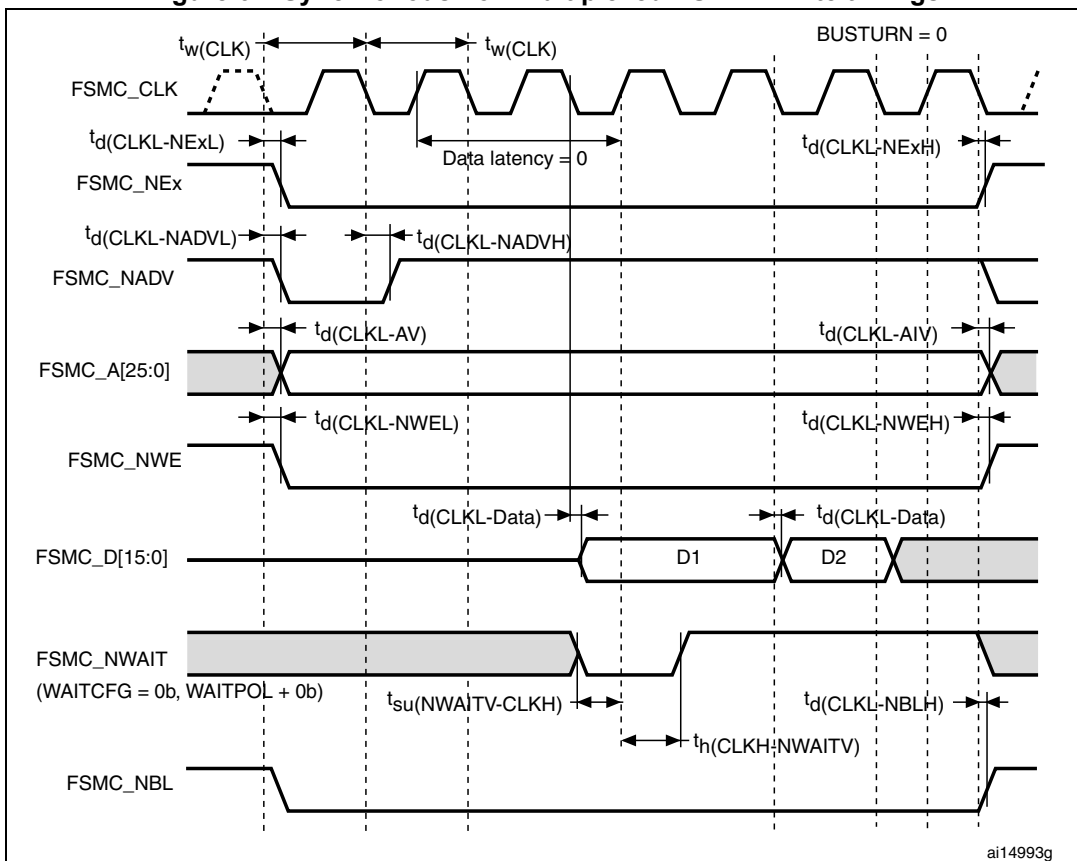 BUSTURN = 0
tw(CLK)
tw(CLK)
FSMC_CLK
td(CLKL-NExL)
Data latency = 0
td(CLKL-NExH)
FSMC_NEx
td(CLKL-NADVL)
td(CLKL-NADVH)
FSMC_NADV
td(CLKL-AV)
td(CLKL-AIV)
FSMC_A[25:0]
td(CLKL-NWEL)
td(CLKL-NWEH)
FSMC_NWE
td(CLKL-Data)
td(CLKL-Data)
FSMC_D[15:0]
D1
D2
FSMC_NWAIT
(WAITCFG = 0b, WAITPOL + 0b)
tsu(NWAITV-CLKH)
td(CLKL-NBLH)
th(CLKH-NWAITV)
FSMC_NBL
ai14993g